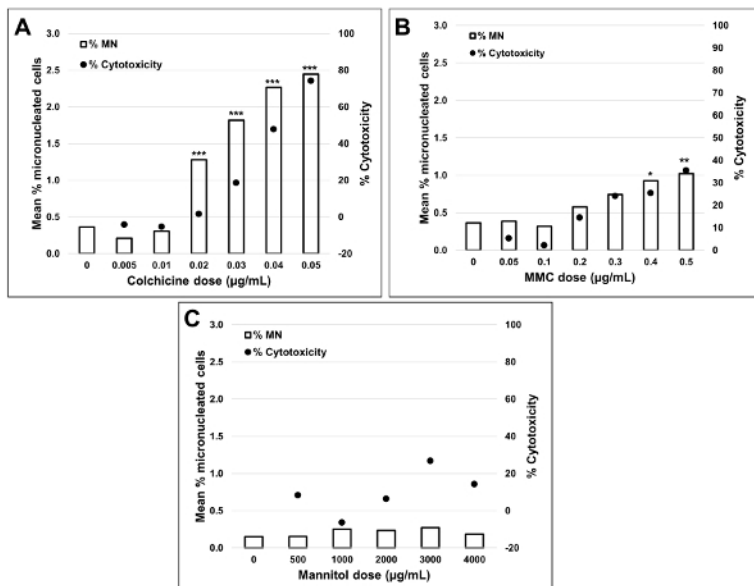 A
% MN
% Cytotoxicity
Mean % micronucleated cells
3.0
2.5
2.0
1.5
1.0
0.5
0.0
***
***
***
***
100
80
60
40
20
0
-20
% Cytotoxicity
0 0.005 0.01 0.02 0.03 0.04 0.05
Colchicine dose (µg/mL)
B
% MN
% Cytotoxicity
Mean % micronucleated cells
3.0
2.5
2.0
1.5
1.0
0.5
0.0
*
**
100
90
80
70
60
50
40
30
20
10
0
% Cytotoxicity
0 0.05 0.1 0.2 0.3 0.4 0.5
MMC dose (µg/mL)
C
% MN
% Cytotoxicity
Mean % micronucleated cells
3.0
2.5
2.0
1.5
1.0
0.5
0.0
100
80
60
40
20
0
-20
% Cytotoxicity
0 500 1000 2000 3000 4000
Mannitol dose (µg/mL)